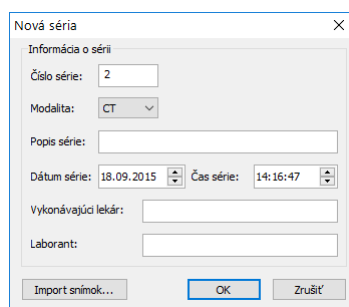 Nová séria
Informácia o sérii
Číslo série: 2
Modalita: CT
Popis série:
Dátum série: 18.09.2015 Čas série: 14:16:47
Vykonávajúci lekár:
Laborant:
Import snímok... OK Zrušiť